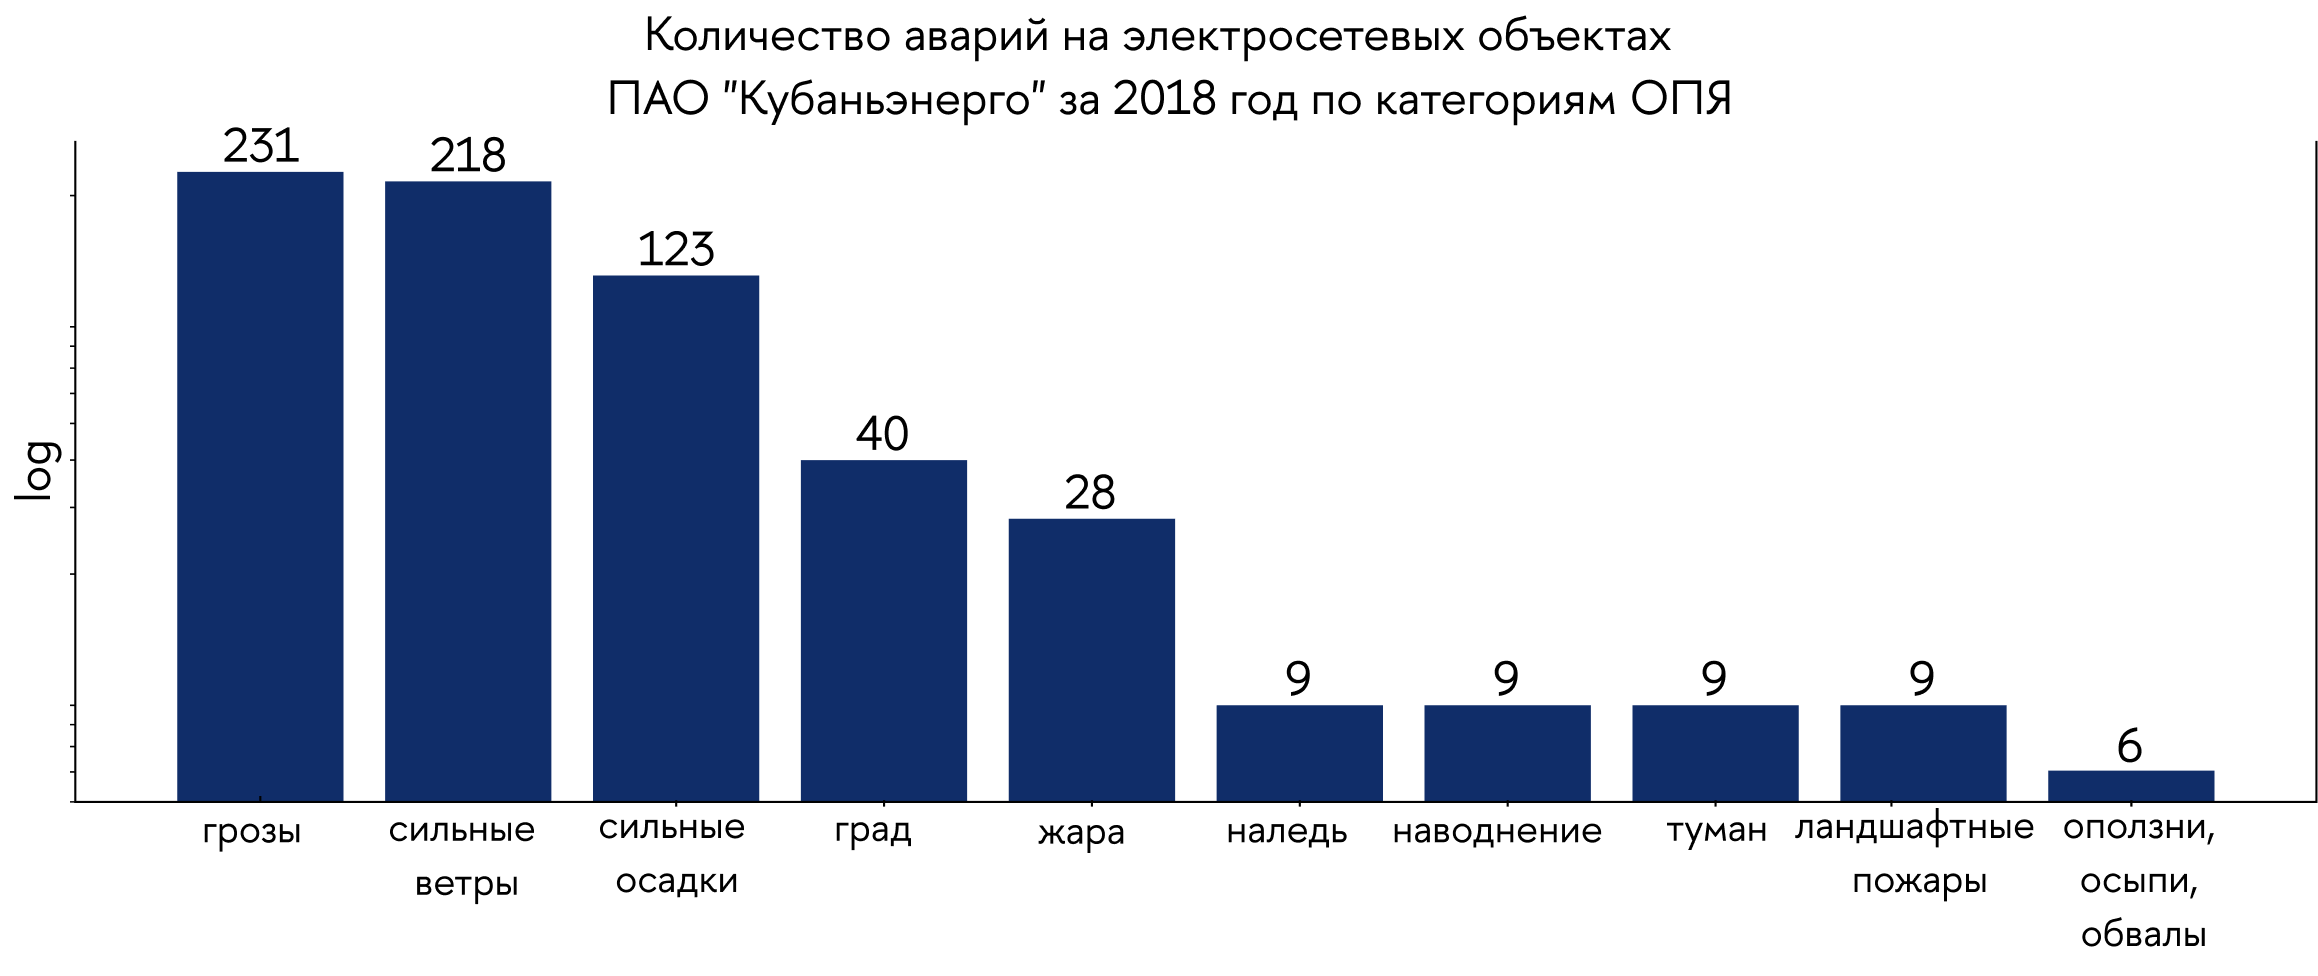 Количество аварий на электросетевых объектах
ПАО "Кубаньэнерго" за 2018 год по категориям ОПЯ
231
218
123
40
28
9
9
9
9
6
log
грозы
сильные
ветры
сильные
осадки
град
жара
наледь
наводнение
туман
ландшафтные
пожары
оползни,
осыпи,
обвалы